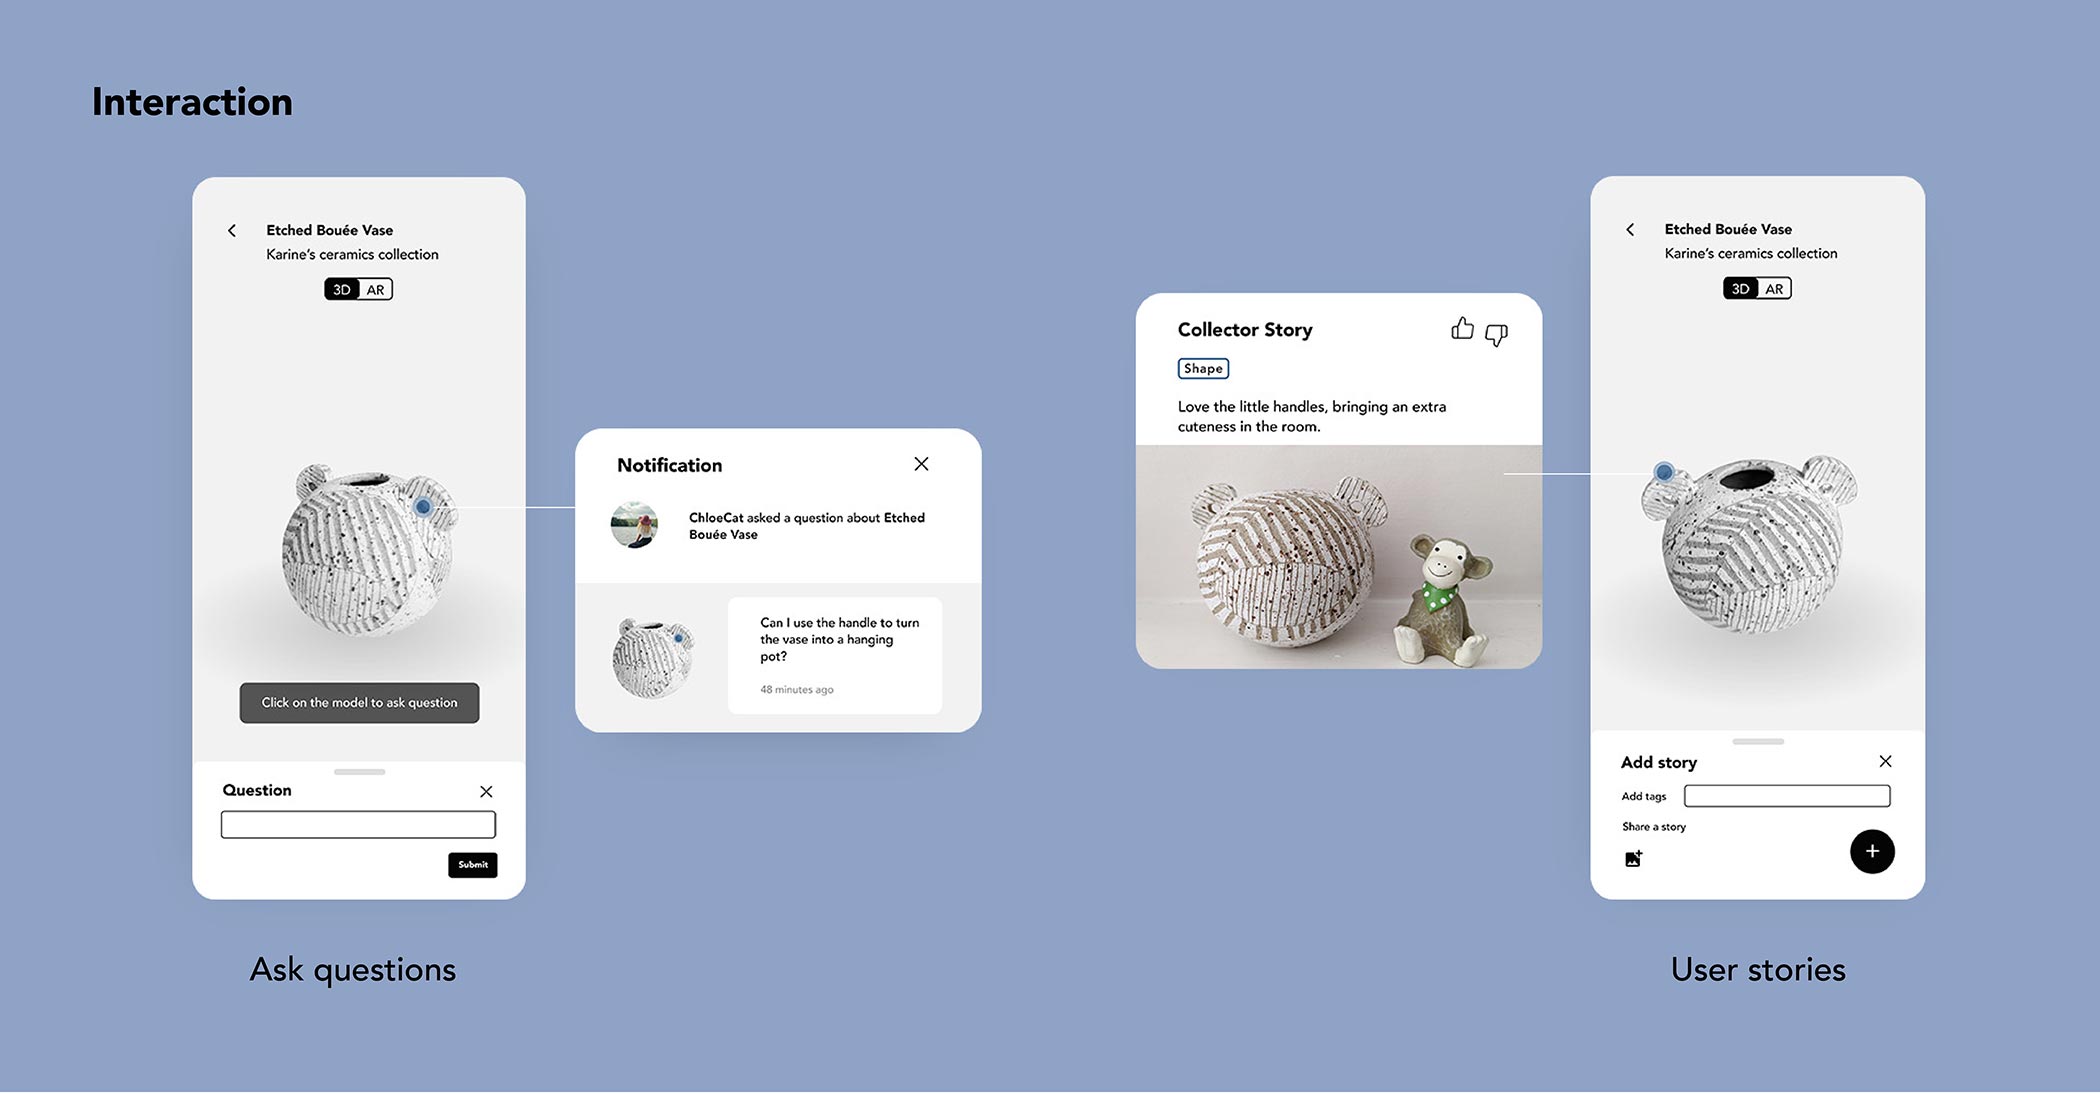 Interaction
Etched Bouée Vase
Karine's ceramics collection
3D AR
Click on the model to ask question
Question
Submit
Ask questions
Notification
ChloeCat asked a question about Etched
Bouée Vase
Can I use the handle to turn
the vase into a hanging
pot?
48 minutes ago
Collector Story
Shape
Love the little handles, bringing an extra
cuteness in the room.
Etched Bouée Vase
Karine's ceramics collection
3D AR
Add story
Add tags
Share a story
User stories